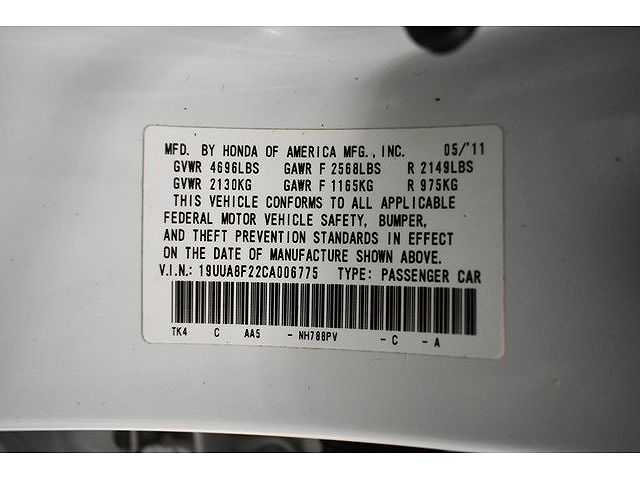 MFD. BY HONDA OF AMERICA MFG., INC. 05/'11
GVWR 4696LBS GAWR F 2568LBS R 2149LBS
GVWR 2130KG GAWR F 1165KG R 975KG
THIS VEHICLE CONFORMS TO ALL APPLICABLE
FEDERAL MOTOR VEHICLE SAFETY, BUMPER,
AND THEFT PREVENTION STANDARDS IN EFFECT
ON THE DATE OF MANUFACTURE SHOWN ABOVE.
V.I.N.: 19UUA8F22CA006775 TYPE: PASSENGER CAR
TK4 C AA5 - NH788PV - C - A